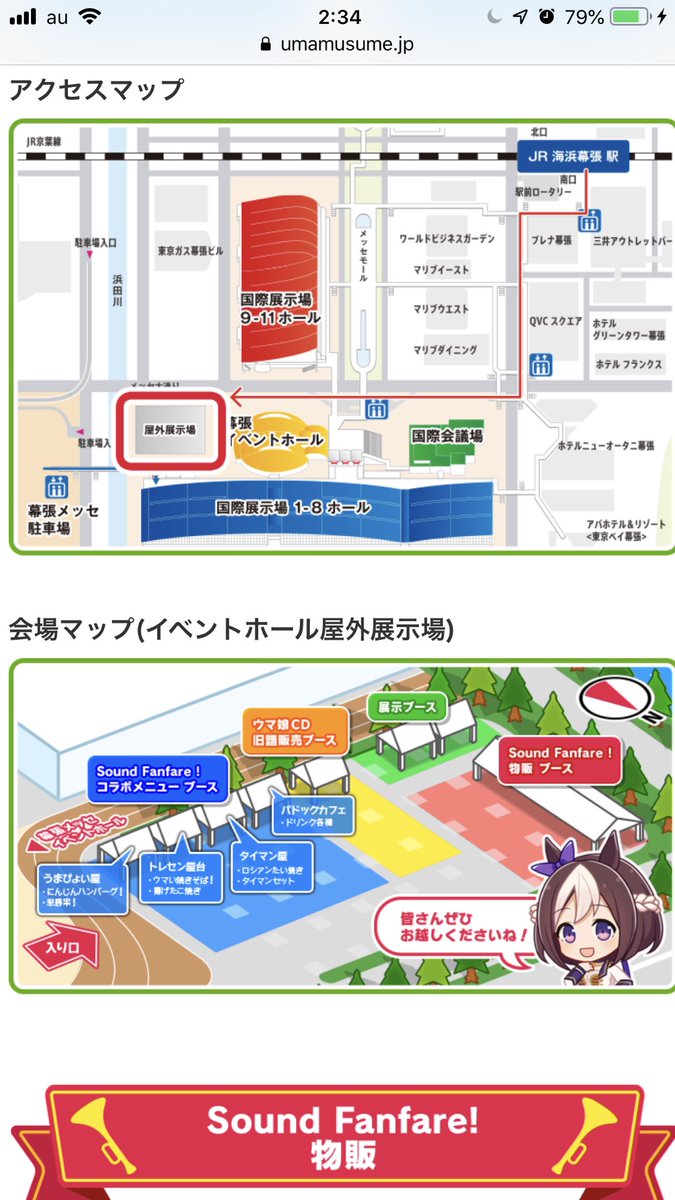 au
2:34
79%
umamusume.jp
アクセスマップ
JR京葉線
北口
JR 海浜幕張 駅
南口
駅前ロータリー
駐車場入口
浜田川
東京ガス幕張ビル
国際展示場
9-11ホール
メッセモール
ワールドビジネスガーデン
マリブイースト
プレナ幕張
三井アウトレットパー
マリブウエスト
マリブダイニング
QVC スクエア
ホテル
グリーンタワー幕張
ホテル フランクス
屋外展示場
幕張
イベントホール
国際会議場
駐車場入
ホテルニューオータニ幕張
幕張メッセ
駐車場
国際展示場 1-8 ホール
アパホテル&リゾート
<東京ベイ幕張>
会場マップ(イベントホール屋外展示場)
展示ブース
ウマ娘CD
旧譜販売ブース
N
Sound Fanfare!
物販 ブース
Sound Fanfare!
コラボメニュー ブース
パドックカフェ
・ドリンク各種
うまぴょい屋
・にんじんハンバーグ!
・単勝串!
トレセン屋台
・ウマい焼きそば!
・蹄げたこ焼き
タイマン屋
・ロシアンたい焼き
・タイマンセット
入り口
皆さんぜひ
お越しくださいね!
Sound Fanfare!
物販